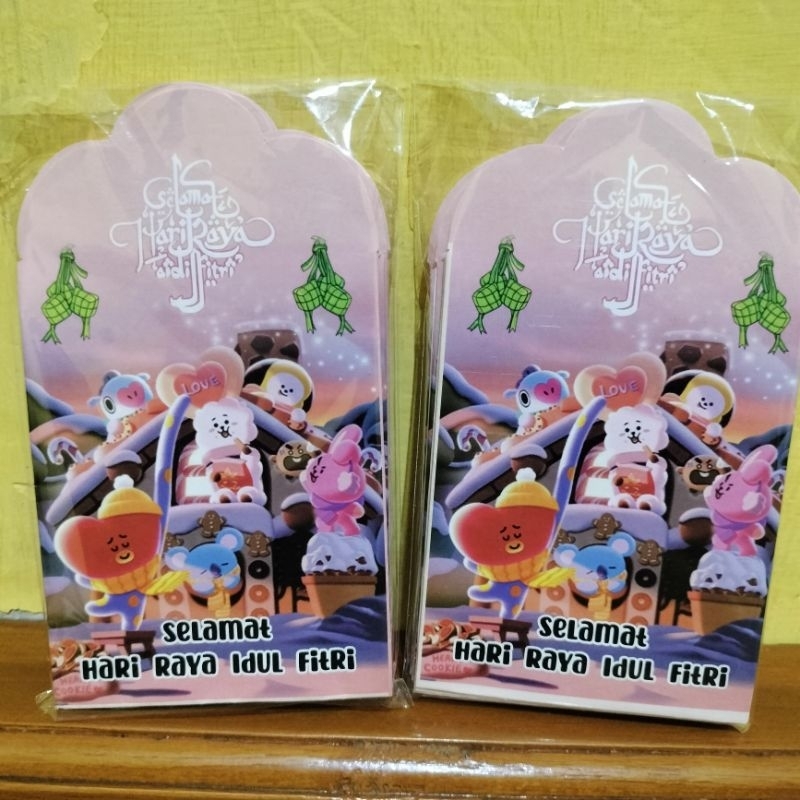 Selamat
Hari Raya
Aidilfitri
LOVE
Selamat
Hari Raya Idul Fitri
COOKIE
Selamat
Hari Raya
Aidilfitri
LOVE
Selamat
Hari Raya Idul Fitri